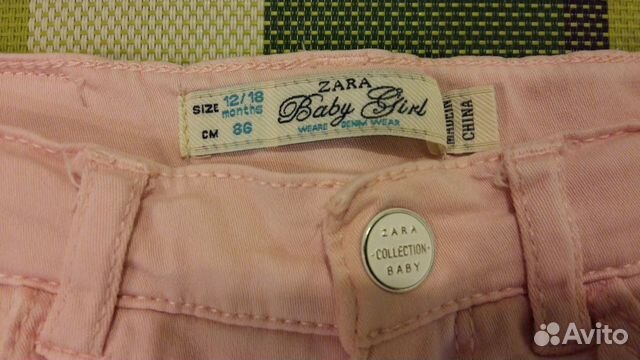 ZARA
SIZE 12/18 months
Baby Girl
CM 86
WEARE DENIM WEAR
MADE IN
CHINA
ZARA
·COLLECTION·
BABY
Avito